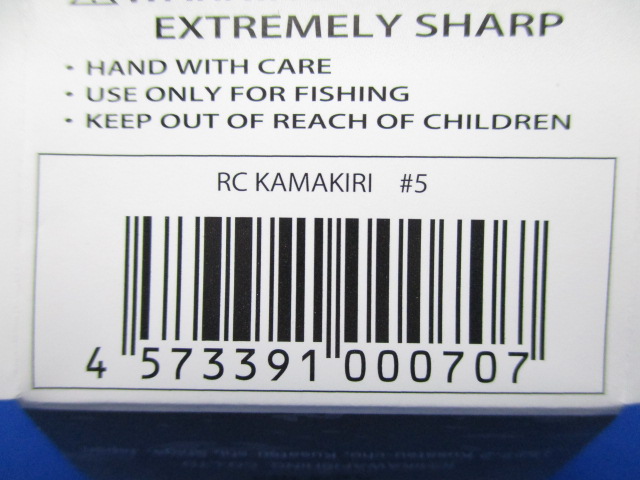 EXTREMELY SHARP
・HAND WITH CARE
・USE ONLY FOR FISHING
・KEEP OUT OF REACH OF CHILDREN
RC KAMAKIRI #5
4 573391 000707